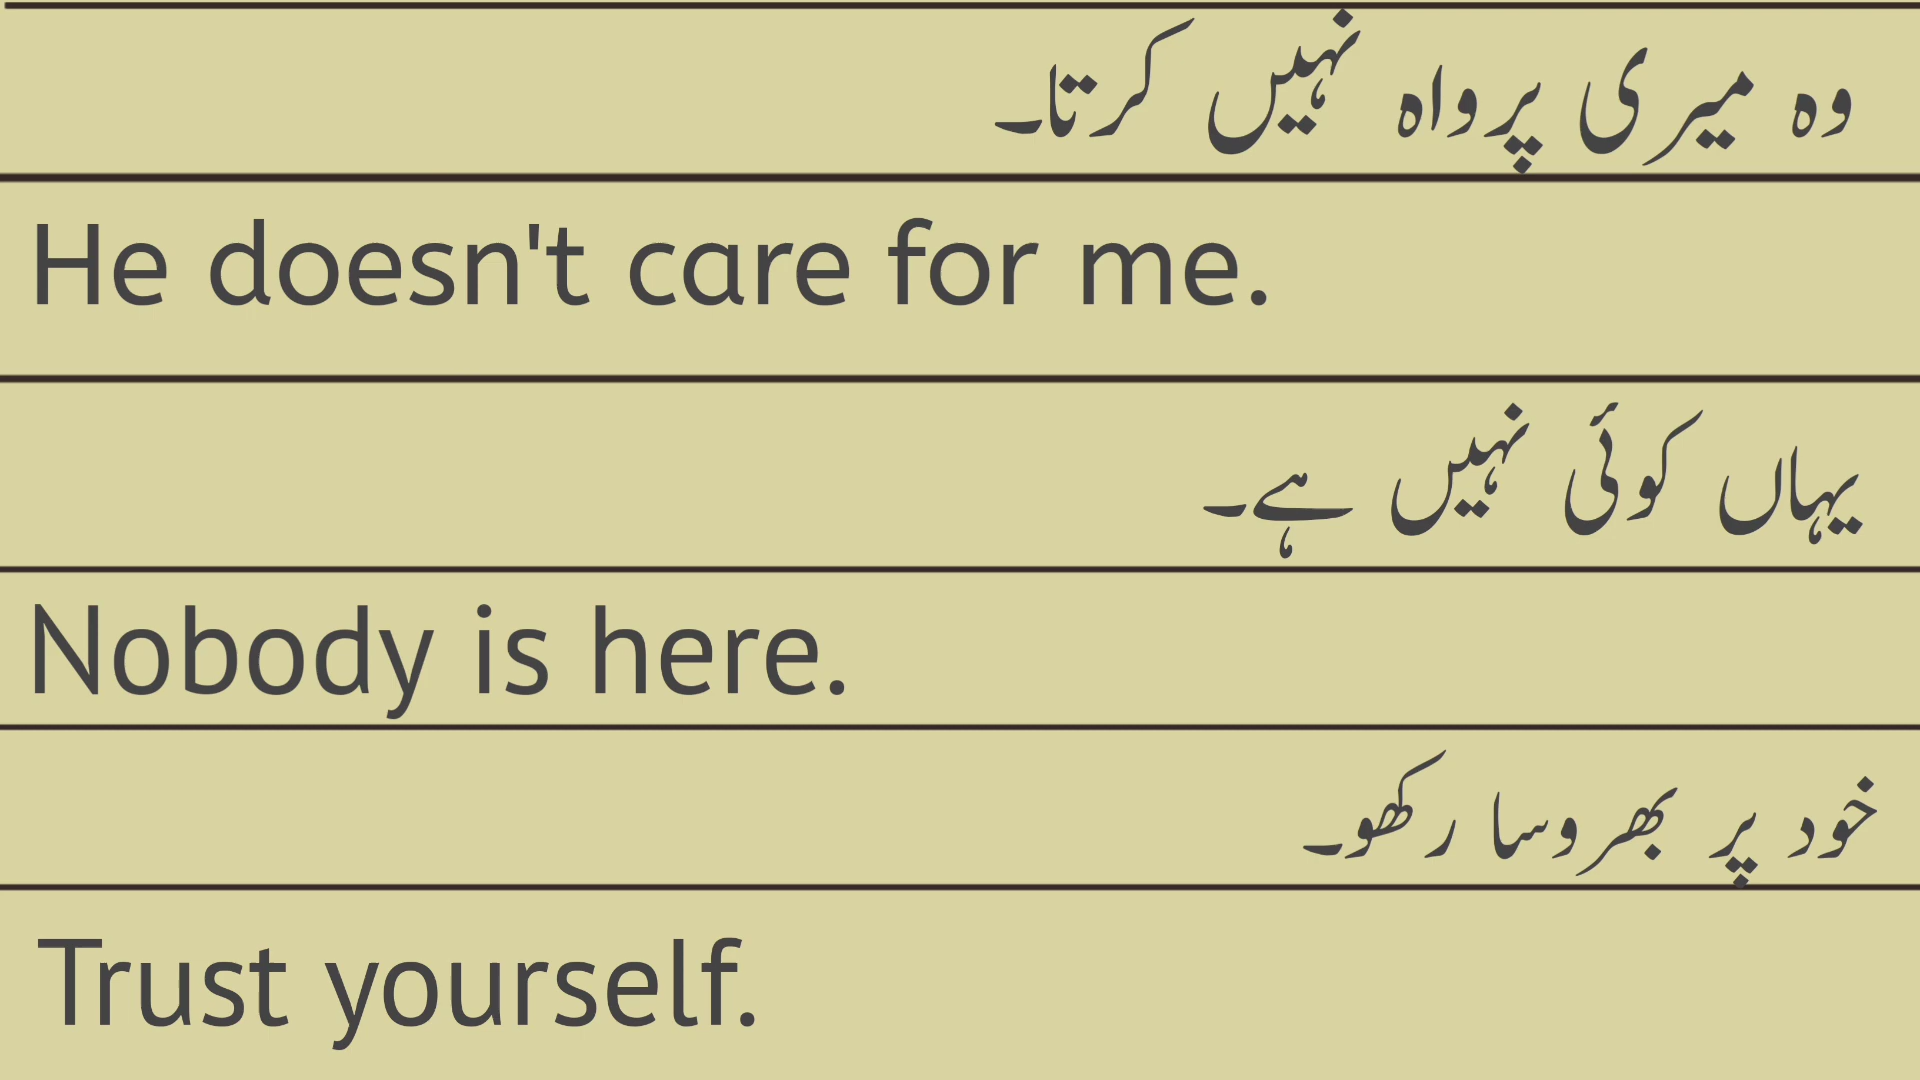 وہ میری پرواہ نہیں کرتا۔
He doesn't care for me.
یہاں کوئی نہیں ہے۔
Nobody is here.
خود پر بھروسا رکھو۔
Trust yourself.